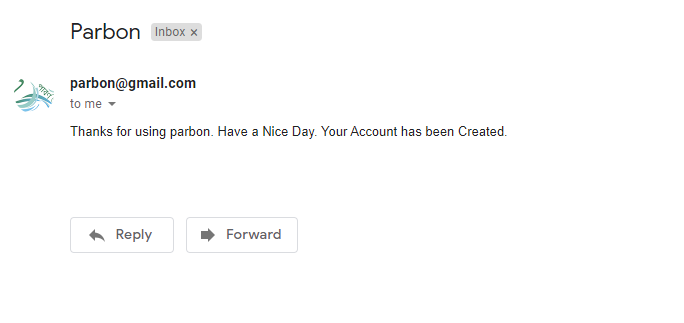 Parbon Inbox ×
parbon@gmail.com
to me
Thanks for using parbon. Have a Nice Day. Your Account has been Created.
Reply Forward